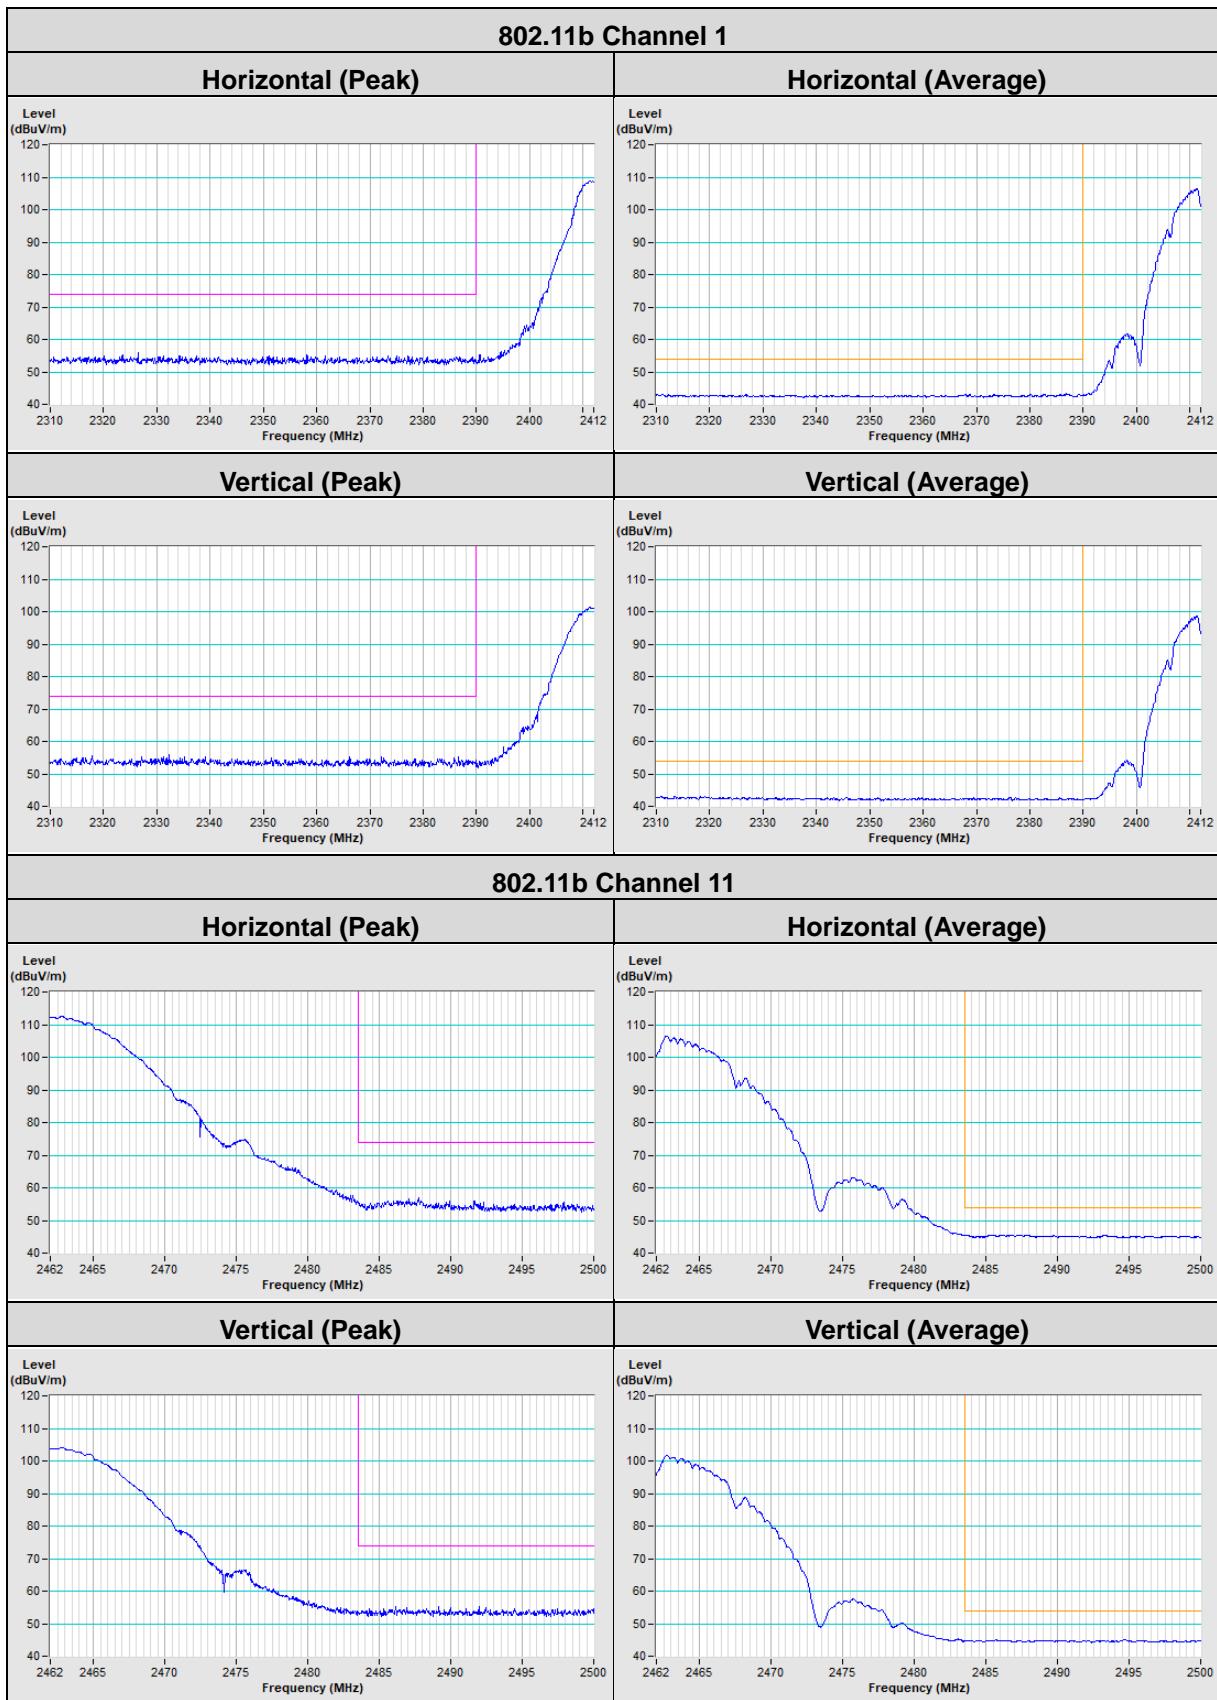 802.11b Channel 1
Horizontal (Peak)
Horizontal (Average)
Level
(dBuV/m)
120
110
100
90
80
70
60
50
40
2310 2320 2330 2340 2350 2360 2370 2380 2390 2400 2412
Frequency (MHz)
Level
(dBuV/m)
120
110
100
90
80
70
60
50
40
2310 2320 2330 2340 2350 2360 2370 2380 2390 2400 2412
Frequency (MHz)
Vertical (Peak)
Vertical (Average)
Level
(dBuV/m)
120
110
100
90
80
70
60
50
40
2310 2320 2330 2340 2350 2360 2370 2380 2390 2400 2412
Frequency (MHz)
Level
(dBuV/m)
120
110
100
90
80
70
60
50
40
2310 2320 2330 2340 2350 2360 2370 2380 2390 2400 2412
Frequency (MHz)
802.11b Channel 11
Horizontal (Peak)
Horizontal (Average)
Level
(dBuV/m)
120
110
100
90
80
70
60
50
40
2462 2465 2470 2475 2480 2485 2490 2495 2500
Frequency (MHz)
Level
(dBuV/m)
120
110
100
90
80
70
60
50
40
2462 2465 2470 2475 2480 2485 2490 2495 2500
Frequency (MHz)
Vertical (Peak)
Vertical (Average)
Level
(dBuV/m)
120
110
100
90
80
70
60
50
40
2462 2465 2470 2475 2480 2485 2490 2495 2500
Frequency (MHz)
Level
(dBuV/m)
120
110
100
90
80
70
60
50
40
2462 2465 2470 2475 2480 2485 2490 2495 2500
Frequency (MHz)